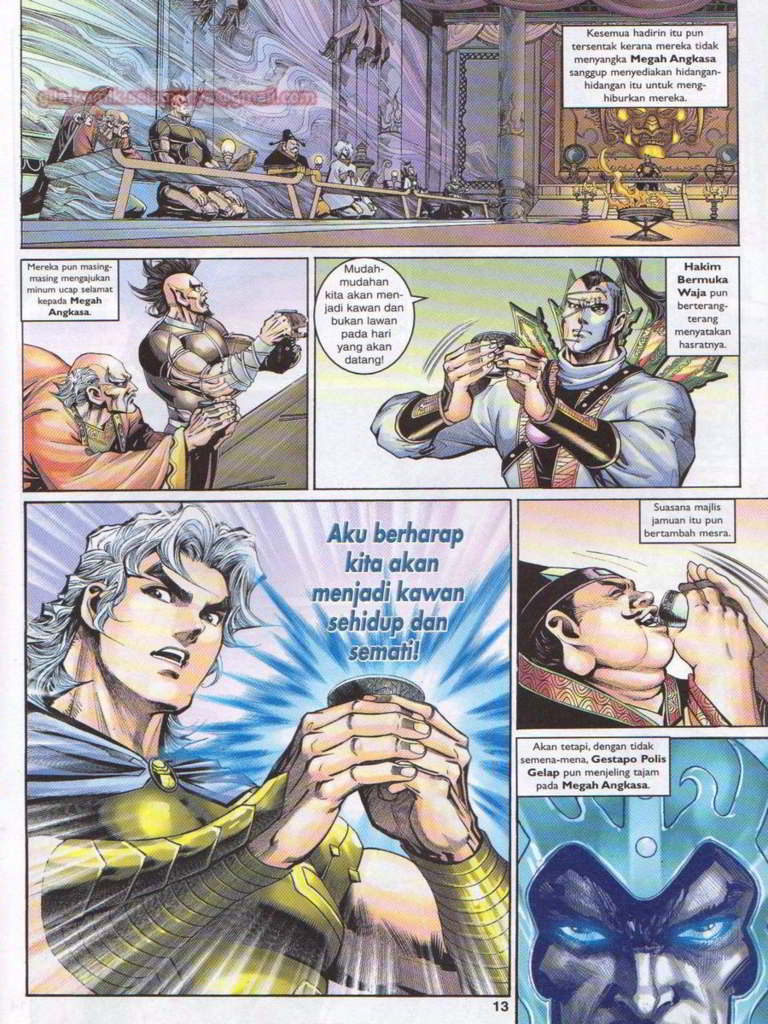 Kesemua hadirin itu pun
tersentak kerana mereka tidak
menyangka Megah Angkasa
sanggup menyediakan hidangan-
hidangan itu untuk meng-
hiburkan mereka.
Mereka pun masing-
masing mengajukan
minum ucap selamat
kepada Megah
Angkasa.
Mudah-
mudahan
kita akan men-
jadi kawan dan
bukan lawan
pada hari
yang akan
datang!
Hakim
Bermuka
Waja pun
berterang-
terang
menyatakan
hasratnya.
Aku berharap
kita akan
menjadi kawan
sehidup dan
semati!
Suasana majlis
jamuan itu pun
bertambah mesra.
Akan tetapi, dengan tidak
semena-mena, Gestapo Polis
Gelap pun menjeling tajam
pada Megah Angkasa.
13